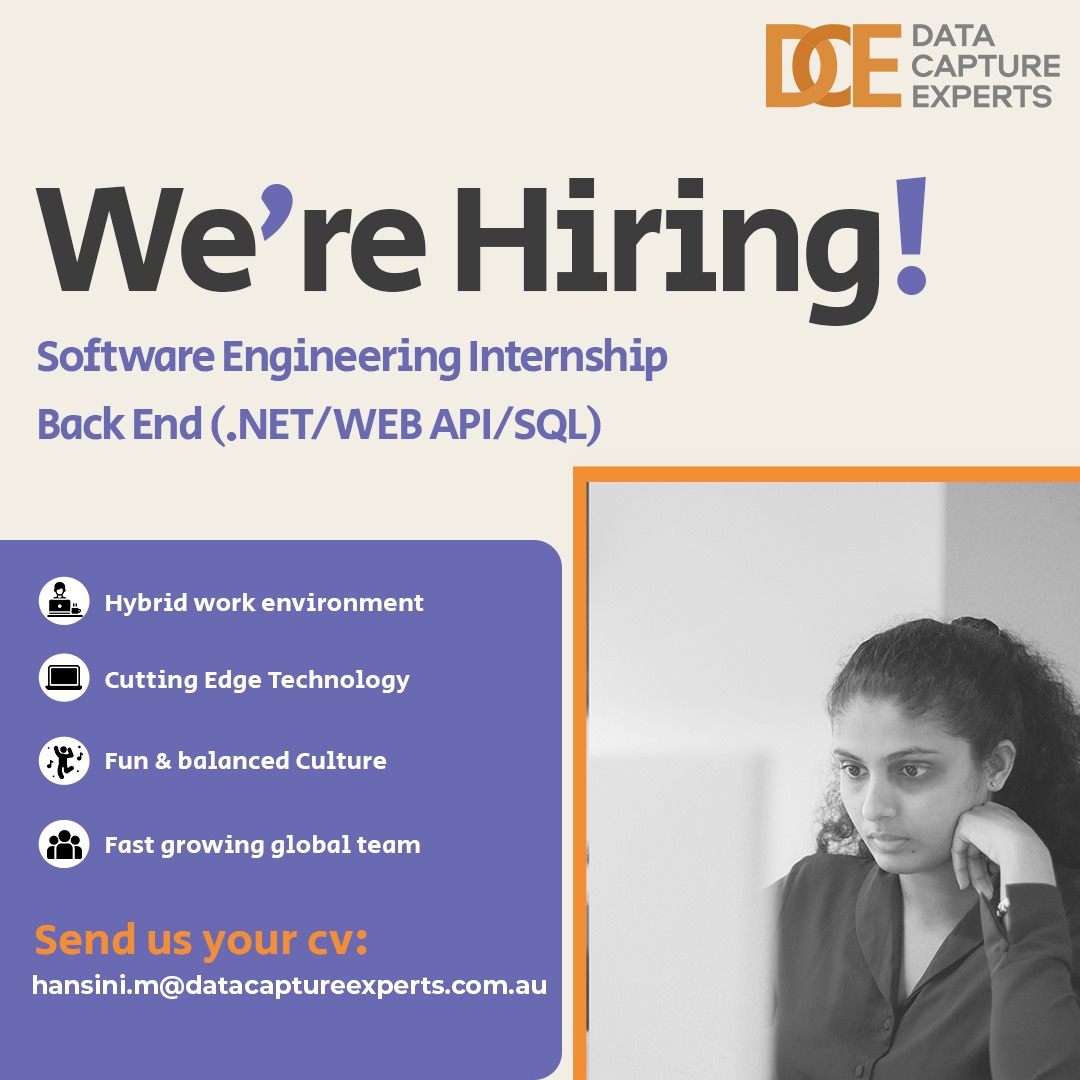 DCE
DATA
CAPTURE
EXPERTS
We’re Hiring!
Software Engineering Internship
Back End (.NET/WEB API/SQL)
Hybrid work environment
Cutting Edge Technology
Fun & balanced Culture
Fast growing global team
Send us your cv:
hansini.m@datacaptureexperts.com.au